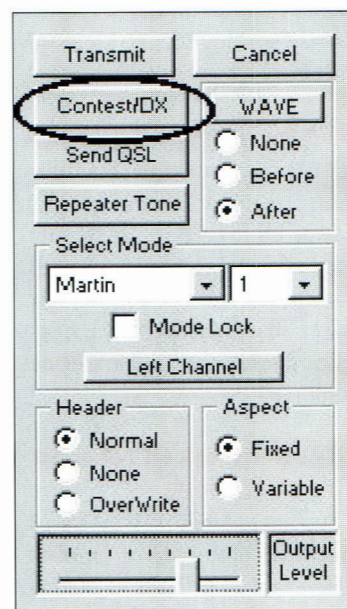 Transmit Cancel
Contest/DX WAVE
Send QSL None
Before
Repeater Tone After
Select Mode
Martin 1
Mode Lock
Left Channel
Header Aspect
Normal Fixed
None Variable
OverWrite
Output
Level